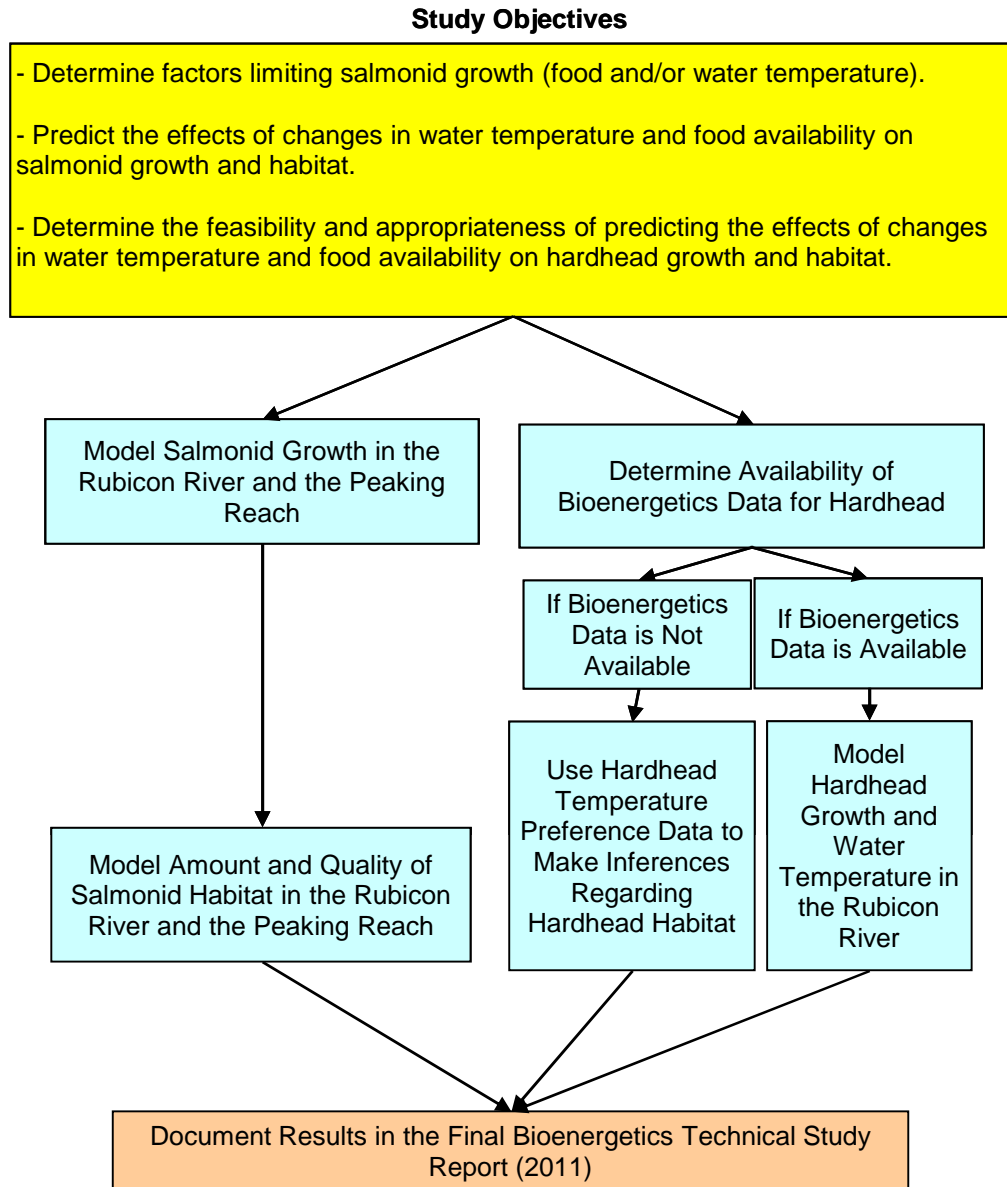 Study Objectives
- Determine factors limiting salmonid growth (food and/or water temperature).
- Predict the effects of changes in water temperature and food availability on
salmonid growth and habitat.
- Determine the feasibility and appropriateness of predicting the effects of changes
in water temperature and food availability on hardhead growth and habitat.
Model Salmonid Growth in the
Rubicon River and the Peaking
Reach
Determine Availability of
Bioenergetics Data for Hardhead
If Bioenergetics
Data is Not
Available
If Bioenergetics
Data is Available
Model Amount and Quality of
Salmonid Habitat in the Rubicon
River and the Peaking Reach
Use Hardhead
Temperature
Preference Data to
Make Inferences
Regarding
Hardhead Habitat
Model
Hardhead
Growth and
Water
Temperature in
the Rubicon
River
Document Results in the Final Bioenergetics Technical Study
Report (2011)